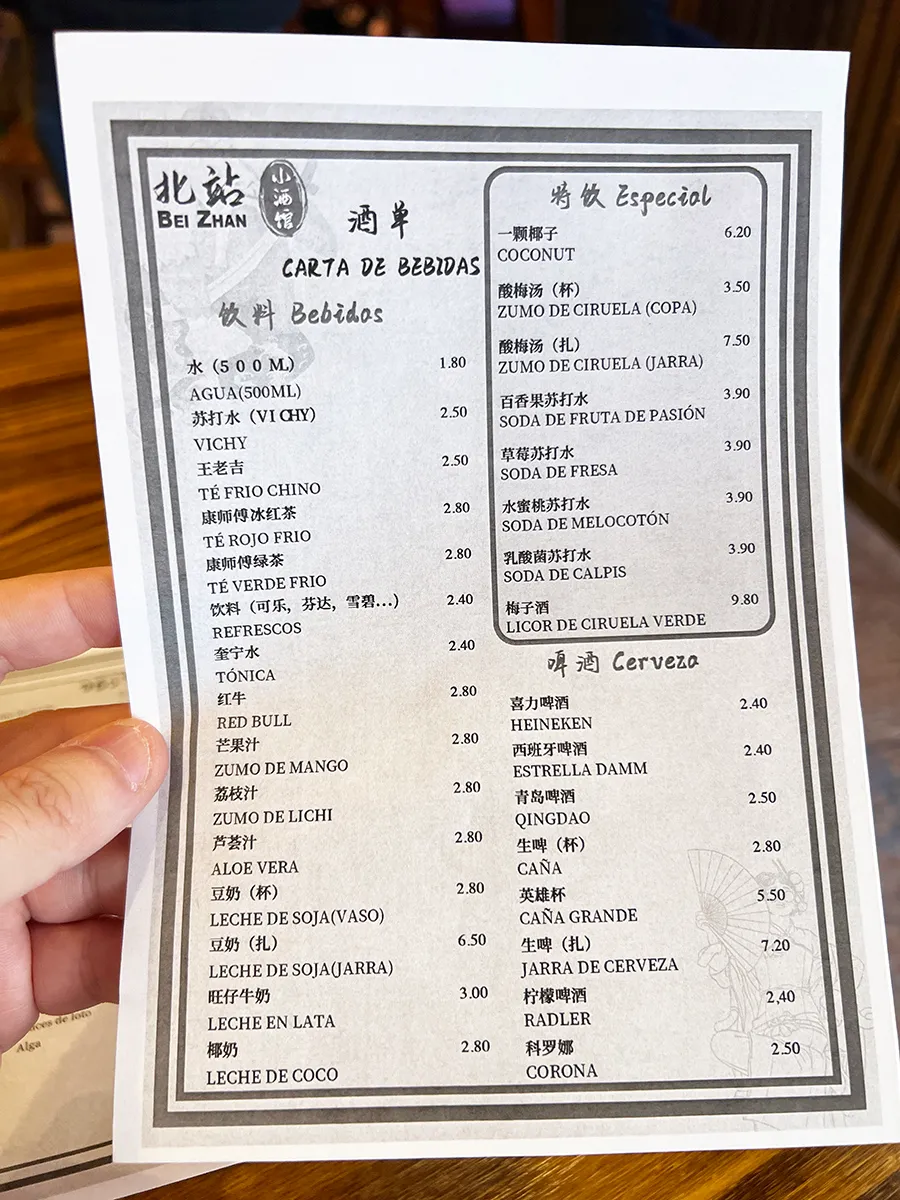 北站
小酒馆
BEI ZHAN
酒单
CARTA DE BEBIDAS
饮料 Bebidas
水（５００ＭL） 1.80
AGUA(500ML)
苏打水（VICHY） 2.50
VICHY
王老吉 2.50
TÉ FRIO CHINO
康师傅冰红茶 2.80
TÉ ROJO FRIO
康师傅绿茶 2.80
TÉ VERDE FRIO
饮料（可乐，芬达，雪碧...） 2.40
REFRESCOS
奎宁水 2.40
TÓNICA
红牛 2.80
RED BULL
芒果汁 2.80
ZUMO DE MANGO
荔枝汁 2.80
ZUMO DE LICHI
芦荟汁 2.80
ALOE VERA
豆奶（杯） 2.80
LECHE DE SOJA(VASO)
豆奶（扎） 6.50
LECHE DE SOJA(JARRA)
旺仔牛奶 3.00
LECHE EN LATA
椰奶 2.80
LECHE DE COCO
特饮 Especial
一颗椰子 6.20
COCONUT
酸梅汤（杯） 3.50
ZUMO DE CIRUELA (COPA)
酸梅汤（扎） 7.50
ZUMO DE CIRUELA (JARRA)
百香果苏打水 3.90
SODA DE FRUTA DE PASIÓN
草莓苏打水 3.90
SODA DE FRESA
水蜜桃苏打水 3.90
SODA DE MELOCOTÓN
乳酸菌苏打水 3.90
SODA DE CALPIS
梅子酒 9.80
LICOR DE CIRUELA VERDE
啤酒 Cerveza
喜力啤酒 2.40
HEINEKEN
西班牙啤酒 2.40
ESTRELLA DAMM
青岛啤酒 2.50
QINGDAO
生啤（杯） 2.80
CAÑA
英雄杯 5.50
CAÑA GRANDE
生啤（扎） 7.20
JARRA DE CERVEZA
柠檬啤酒 2,40
RADLER
科罗娜 2.50
CORONA
de loto
Alga